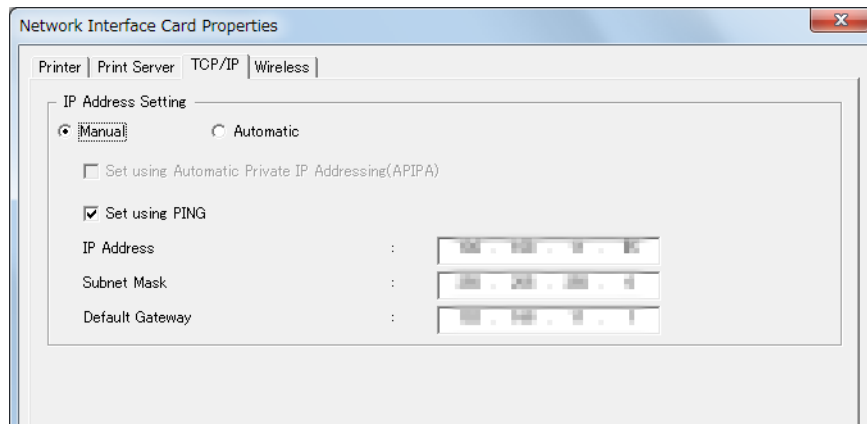 Network Interface Card Properties
Printer Print Server TCP/IP Wireless
IP Address Setting
Manual Automatic
Set using Automatic Private IP Addressing(APIPA)
Set using PING
IP Address :
Subnet Mask :
Default Gateway :